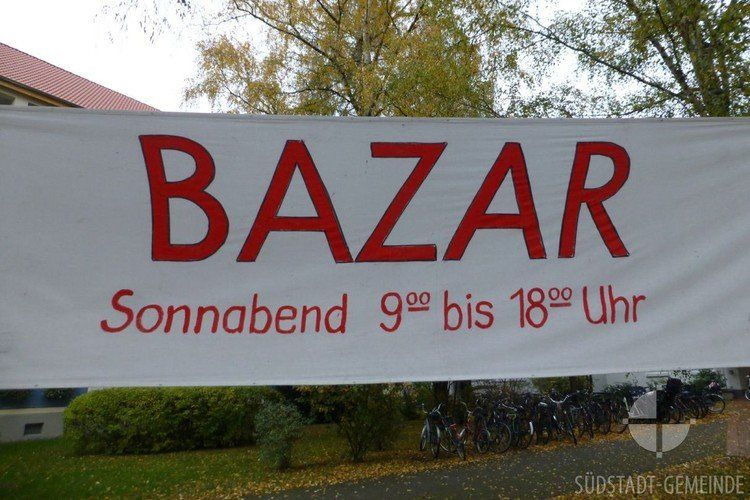 BAZAR
Sonnabend 9⁰⁰ bis 18⁰⁰ Uhr
SÜDSTADT-GEMEINDE